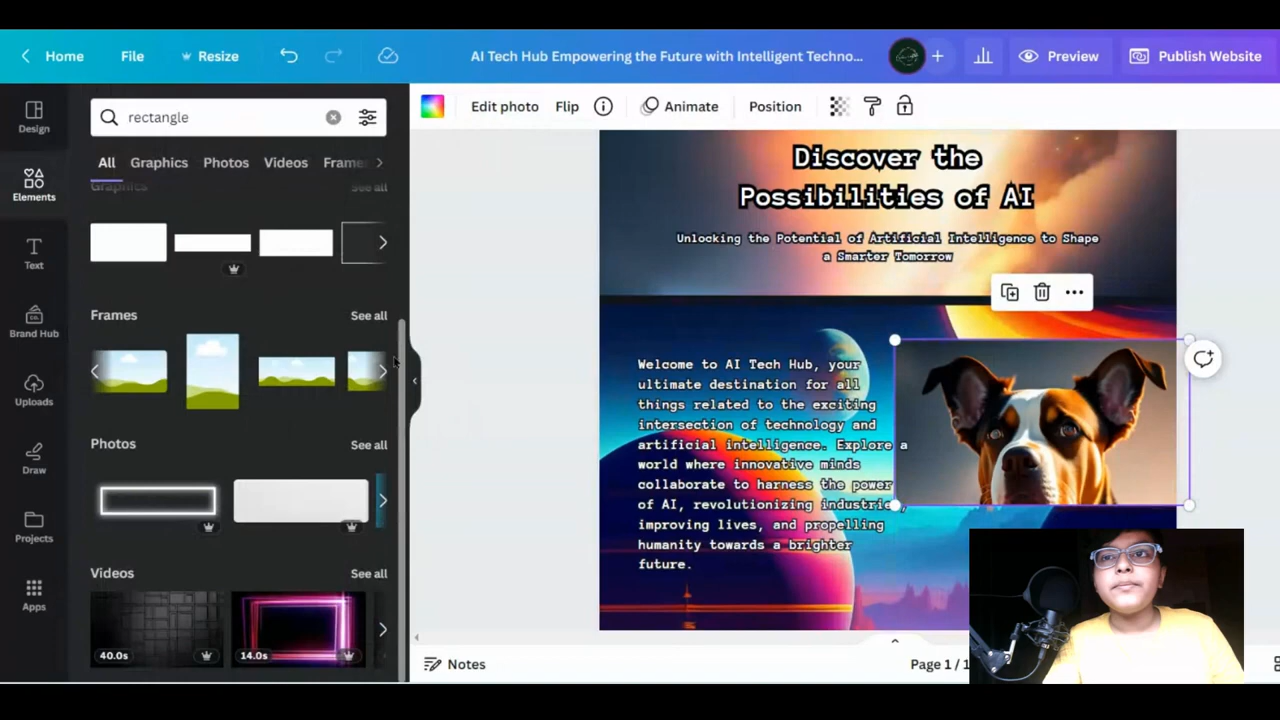 Home
File
Resize
AI Tech Hub Empowering the Future with Intelligent Techno...
Preview
Publish Website
Design
Elements
Text
Brand Hub
Uploads
Draw
Projects
Apps
rectangle
All
Graphics
Photos
Videos
Frame
Graphics
See all
Frames
See all
Photos
See all
Videos
See all
40.0s
14.0s
Edit photo
Flip
Animate
Position
Discover the
Possibilities of AI
Unlocking the Potential of Artificial Intelligence to Shape
a Smarter Tomorrow
Welcome to AI Tech Hub, your
ultimate destination for all
things related to the exciting
intersection of technology and
artificial intelligence. Explore a
world where innovative minds
collaborate to harness the power
of AI, revolutionizing industries,
improving lives, and propelling
humanity towards a brighter
future.
Notes
Page 1 / 1